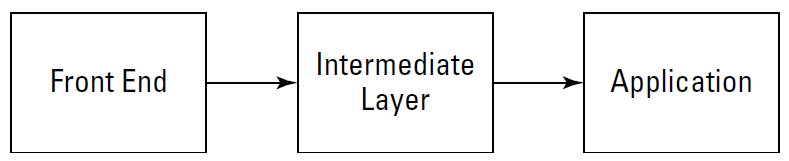 Front End
Intermediate
Layer
Application